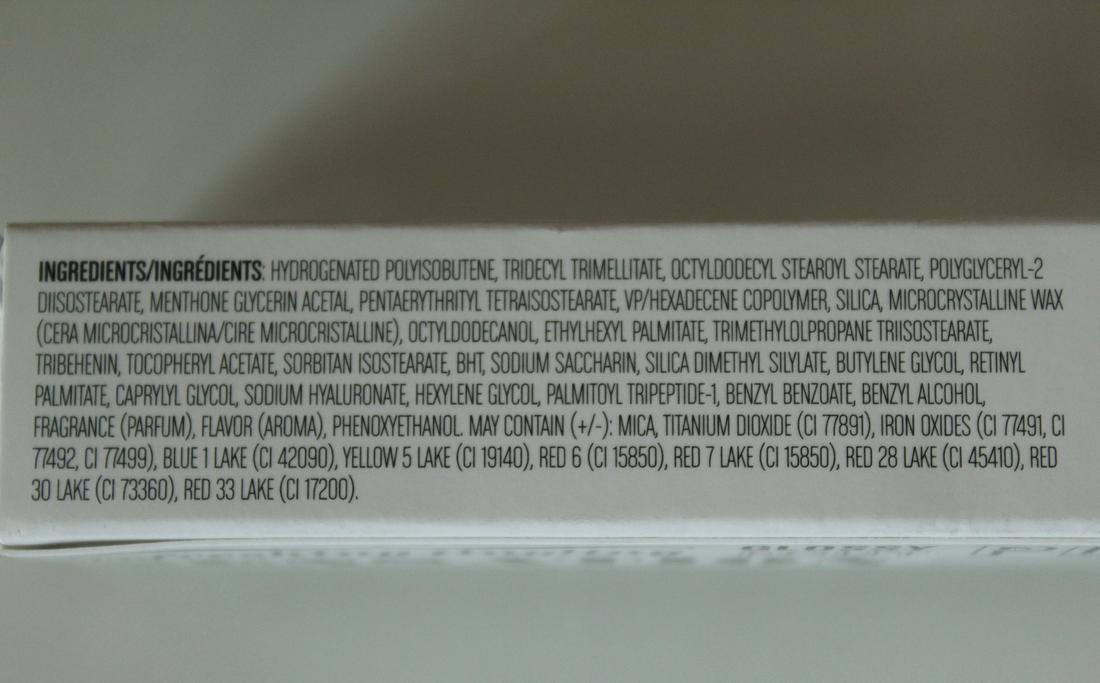 INGREDIENTS/INGRÉDIENTS: HYDROGENATED POLYISOBUTENE, TRIDECYL TRIMELLITATE, OCTYLDODECYL STEAROYL STEARATE, POLYGLYCERYL-2
DIISOSTEARATE, MENTHONE GLYCERIN ACETAL, PENTAERYTHRITYL TETRAISOSTEARATE, VP/HEXADECENE COPOLYMER, SILICA, MICROCRYSTALLINE WAX
(CERA MICROCRISTALLINA/CIRE MICROCRISTALLINE), OCTYLDODECANOL, ETHYLHEXYL PALMITATE, TRIMETHYLOLPROPANE TRIISOSTEARATE,
TRIBEHENIN, TOCOPHERYL ACETATE, SORBITAN ISOSTEARATE, BHT, SODIUM SACCHARIN, SILICA DIMETHYL SILYLATE, BUTYLENE GLYCOL, RETINYL
PALMITATE, CAPRYLYL GLYCOL, SODIUM HYALURONATE, HEXYLENE GLYCOL, PALMITOYL TRIPEPTIDE-1, BENZYL BENZOATE, BENZYL ALCOHOL,
FRAGRANCE (PARFUM), FLAVOR (AROMA), PHENOXYETHANOL. MAY CONTAIN (+/-): MICA, TITANIUM DIOXIDE (CI 77891), IRON OXIDES (CI 77491, CI
77492, CI 77499), BLUE 1 LAKE (CI 42090), YELLOW 5 LAKE (CI 19140), RED 6 (CI 15850), RED 7 LAKE (CI 15850), RED 28 LAKE (CI 45410), RED
30 LAKE (CI 73360), RED 33 LAKE (CI 17200).
GLOSSY